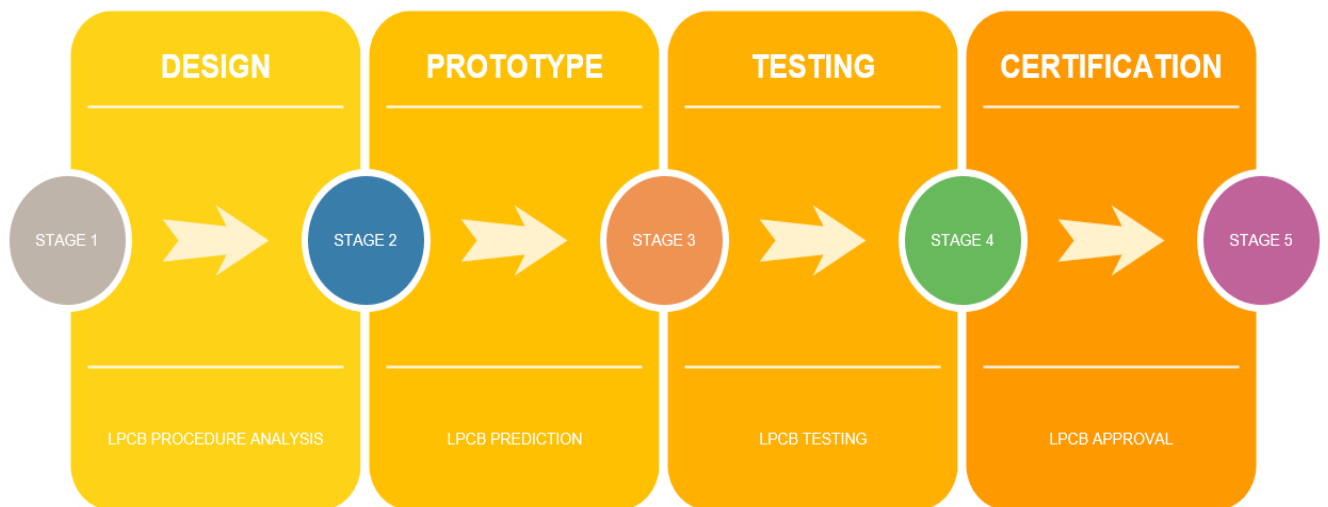 DESIGN
PROTOTYPE
TESTING
CERTIFICATION
STAGE 1
STAGE 2
STAGE 3
STAGE 4
STAGE 5
LPCB PROCEDURE ANALYSIS
LPCB PREDICTION
LPCB TESTING
LPCB APPROVAL